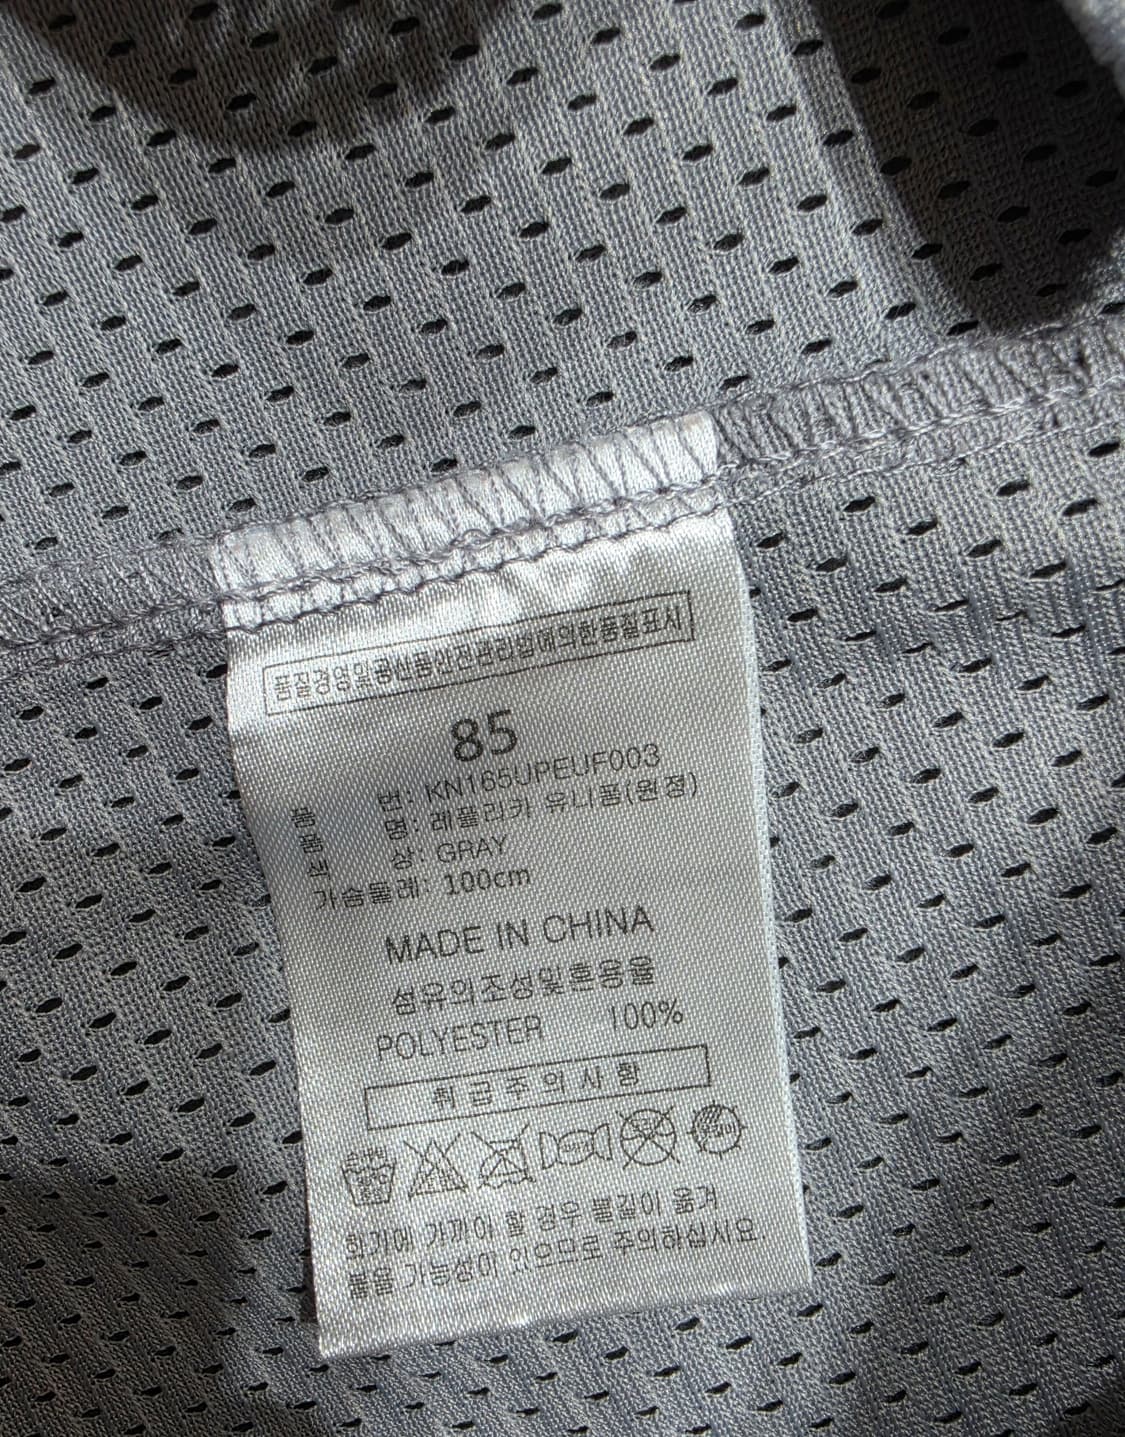 품질경영및공산품안전관리법에의한품질표시
85
품 번: KN165UPEUF003
품 명: 레플리카 유니폼(원정)
색 상: GRAY
가슴둘레: 100cm
MADE IN CHINA
섬유의조성및혼용율
POLYESTER 100%
취급주의사항
화기에 가까이 할 경우 불길이 옮겨
붙을 가능성이 있으므로 주의하십시요.